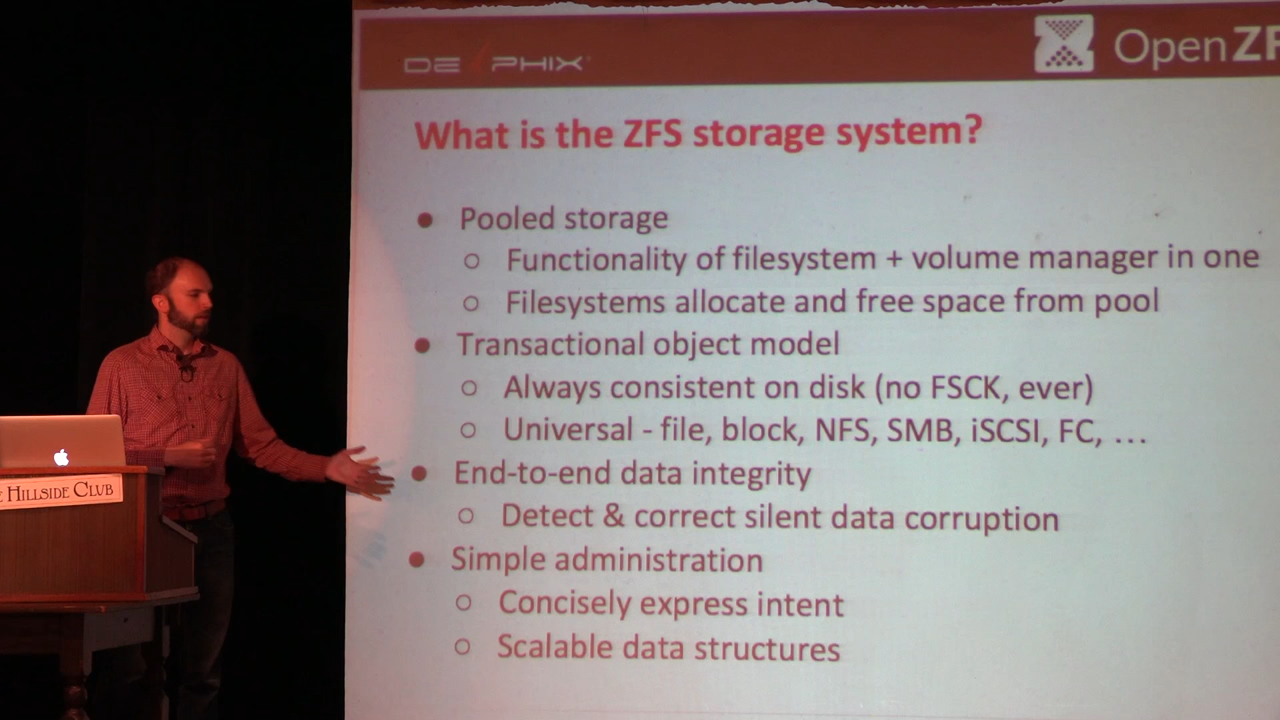 DELPHIX
OpenZF
What is the ZFS storage system?
● Pooled storage
○ Functionality of filesystem + volume manager in one
○ Filesystems allocate and free space from pool
● Transactional object model
○ Always consistent on disk (no FSCK, ever)
○ Universal - file, block, NFS, SMB, iSCSI, FC, ...
● End-to-end data integrity
○ Detect & correct silent data corruption
● Simple administration
○ Concisely express intent
○ Scalable data structures
E HILLSIDE CLUB